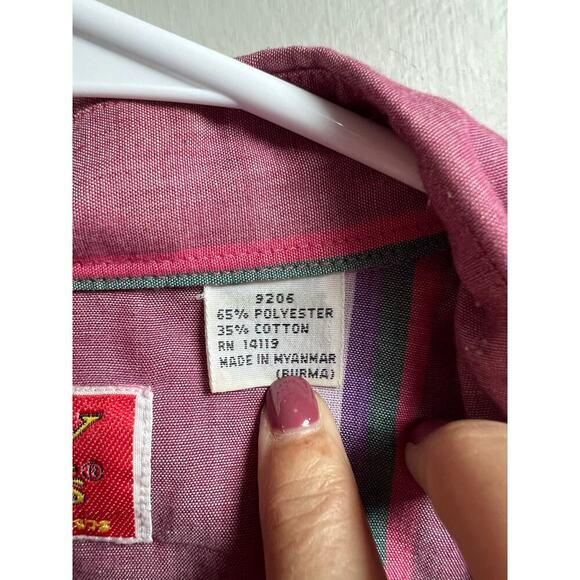 9206
65% POLYESTER
35% COTTON
RN 14119
MADE IN MYANMAR
(BURMA)
®